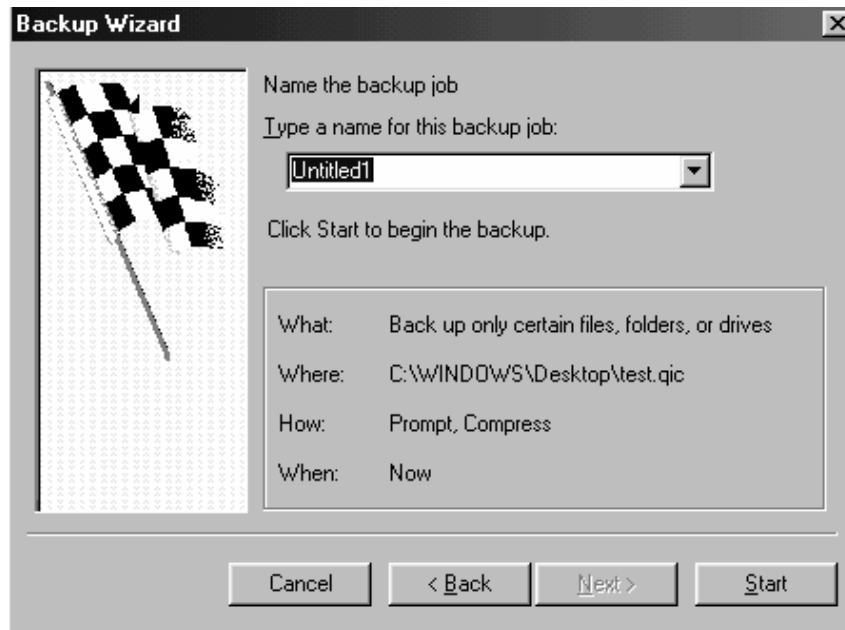 Backup Wizard
Name the backup job
Type a name for this backup job:
Untitled1
Click Start to begin the backup.
What: Back up only certain files, folders, or drives
Where: C:\WINDOWS\Desktop\test.qic
How: Prompt, Compress
When: Now
Cancel < Back Next > Start